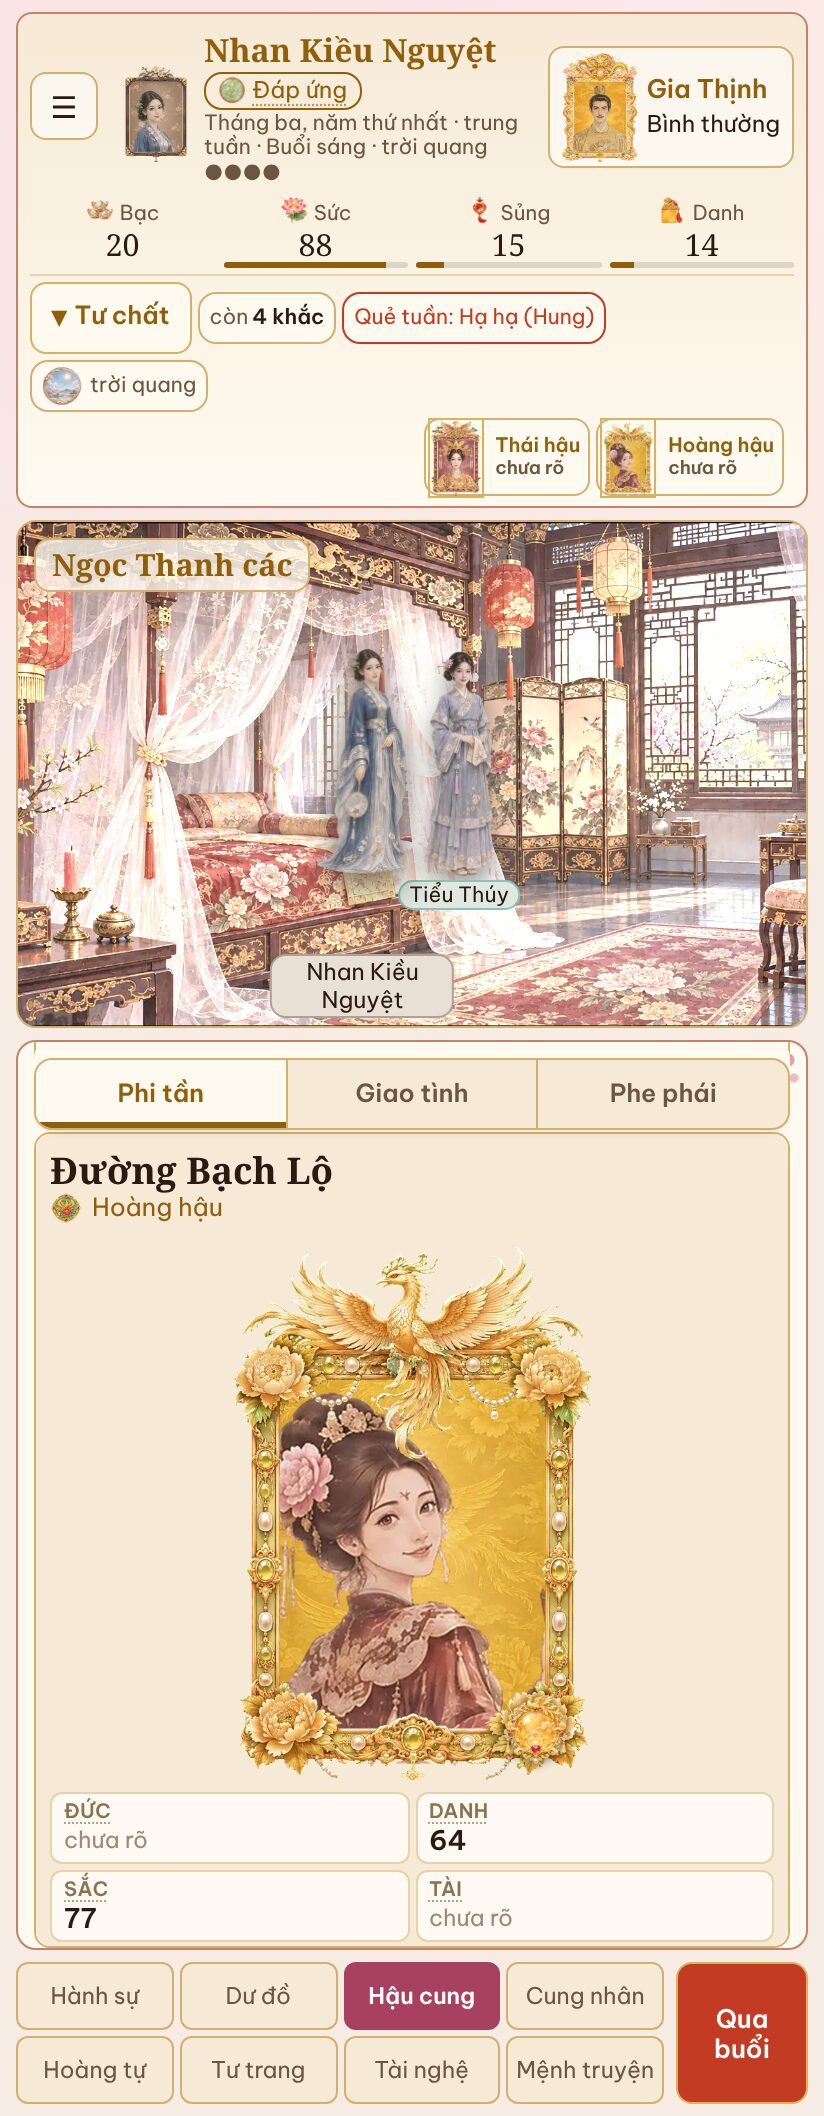 ☰
Nhan Kiều Nguyệt
Đáp ứng
Tháng ba, năm thứ nhất · trung
tuần · Buổi sáng · trời quang
Gia Thịnh
Bình thường
Bạc
20
Sức
88
Sủng
15
Danh
14
▼ Tư chất
còn 4 khắc
Quẻ tuần: Hạ hạ (Hung)
trời quang
Thái hậu
chưa rõ
Hoàng hậu
chưa rõ
Ngọc Thanh các
Tiểu Thúy
Nhan Kiều
Nguyệt
Phi tần
Giao tình
Phe phái
Đường Bạch Lộ
Hoàng hậu
ĐỨC
chưa rõ
DANH
64
SẮC
77
TÀI
chưa rõ
Hành sự
Dư đồ
Hậu cung
Cung nhân
Hoàng tự
Tư trang
Tài nghệ
Mệnh truyện
Qua
buổi